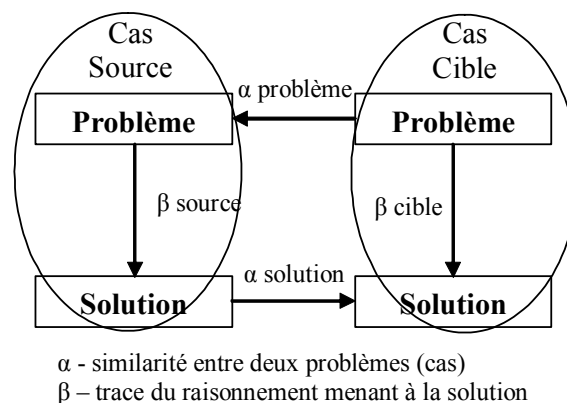 Cas
Source
Cas
Cible
α problème
Problème
Problème
β source
β cible
α solution
Solution
Solution
α - similarité entre deux problèmes (cas)
β – trace du raisonnement menant à la solution